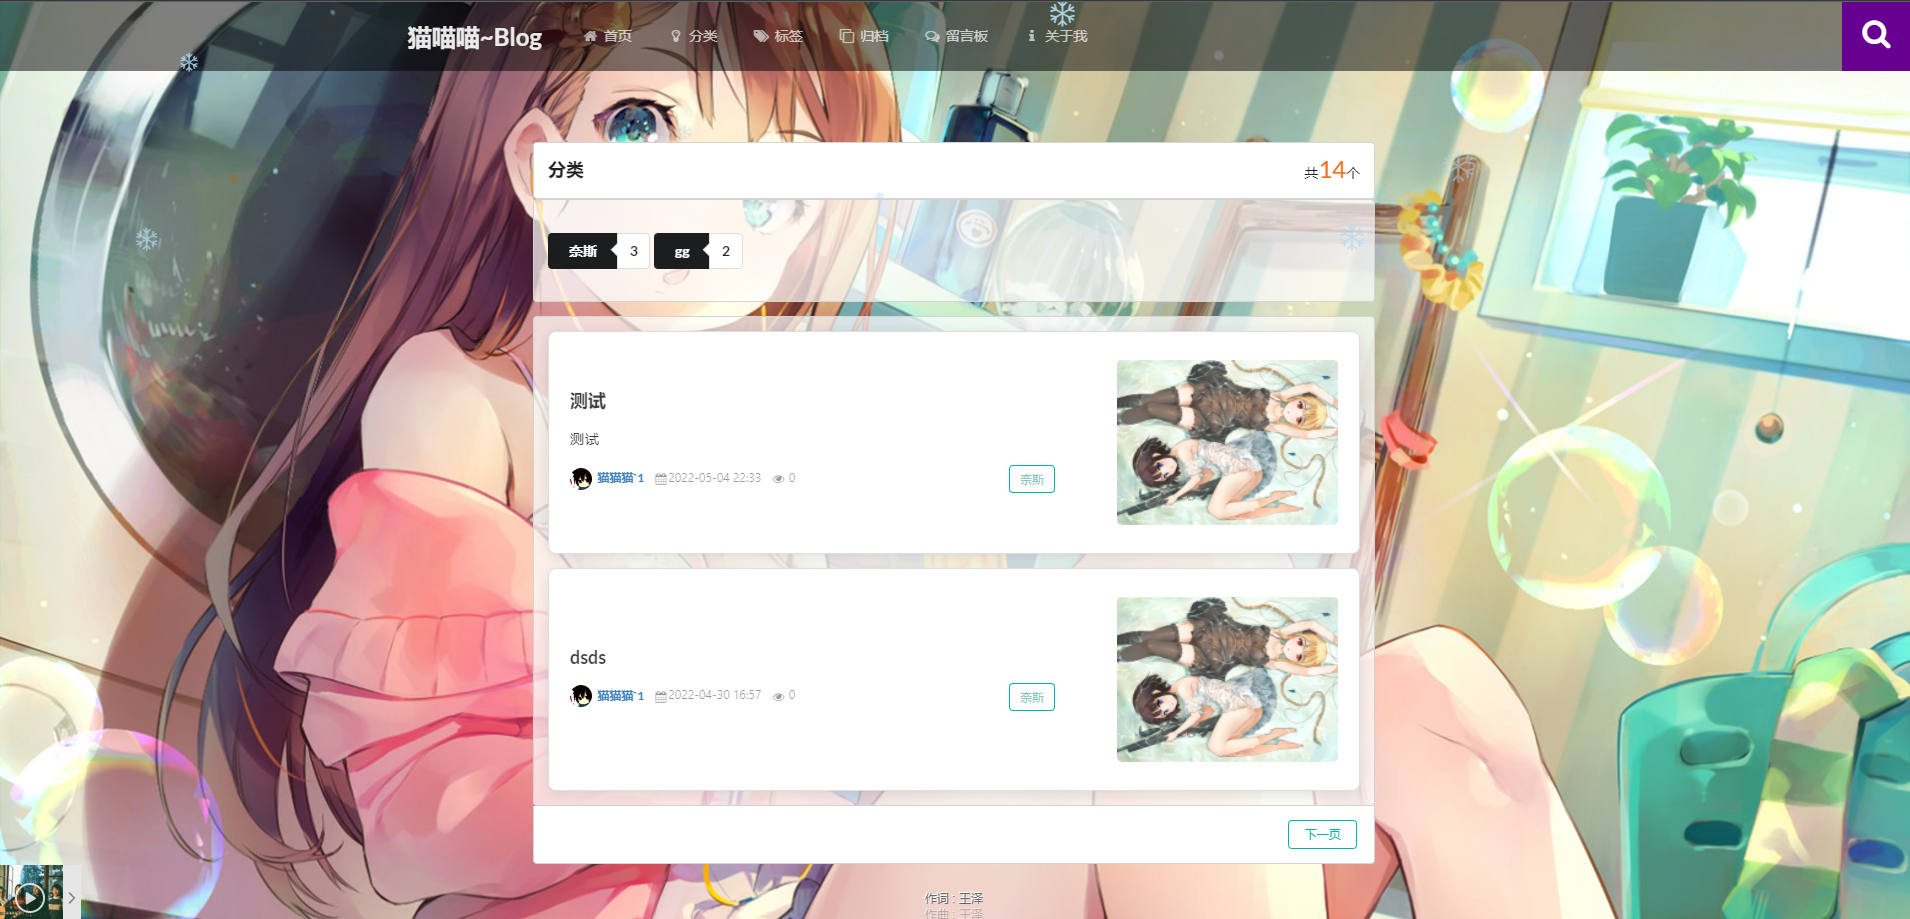 猫喵喵~Blog 首页 分类 标签 归档 留言板 关于我
分类 共14个
奈斯 3 gg 2
测试
测试
猫猫猫`1 2022-05-04 22:33 0 奈斯
dsds
猫猫猫`1 2022-04-30 16:57 0 奈斯
下一页
作词 : 王泽
作曲 : 王泽